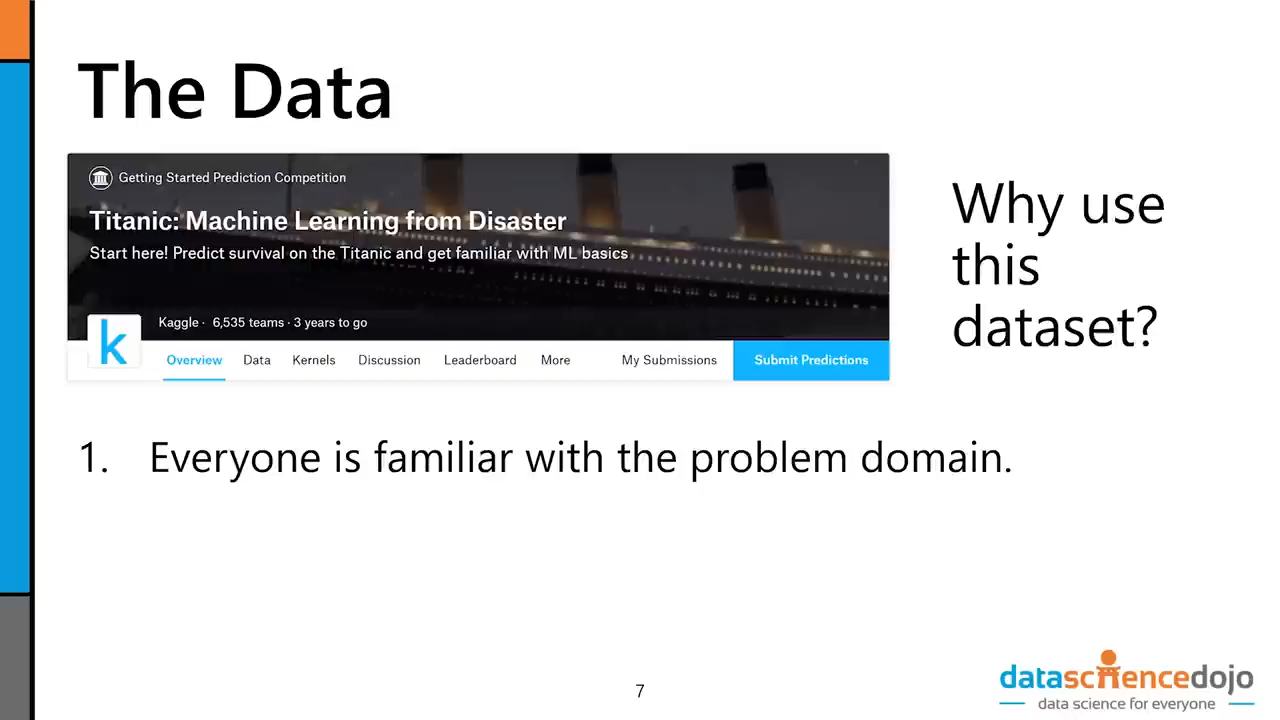 The Data
Getting Started Prediction Competition
Titanic: Machine Learning from Disaster
Start here! Predict survival on the Titanic and get familiar with ML basics
k
Kaggle · 6,535 teams · 3 years to go
Overview Data Kernels Discussion Leaderboard More My Submissions Submit Predictions
Why use
this
dataset?
1. Everyone is familiar with the problem domain.
7
datasciencedojo
data science for everyone